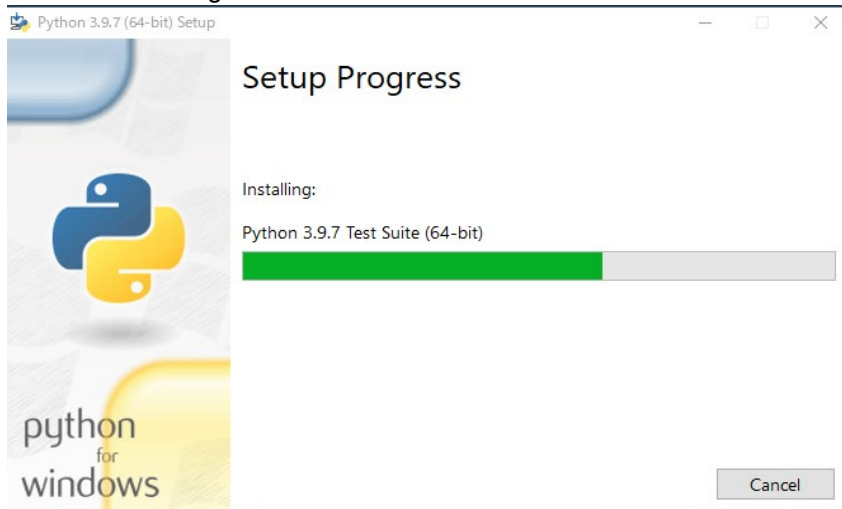 Python 3.9.7 (64-bit) Setup
Setup Progress
Installing:
Python 3.9.7 Test Suite (64-bit)
python
for
windows
Cancel